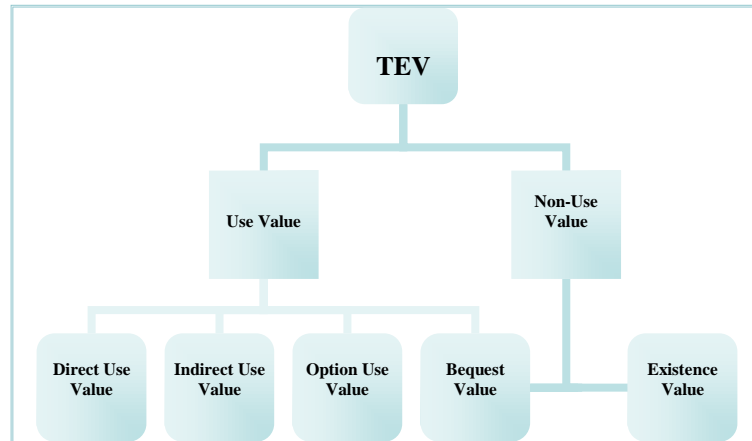 TEV
Use Value
Non-Use
Value
Direct Use
Value
Indirect Use
Value
Option Use
Value
Bequest
Value
Existence
Value